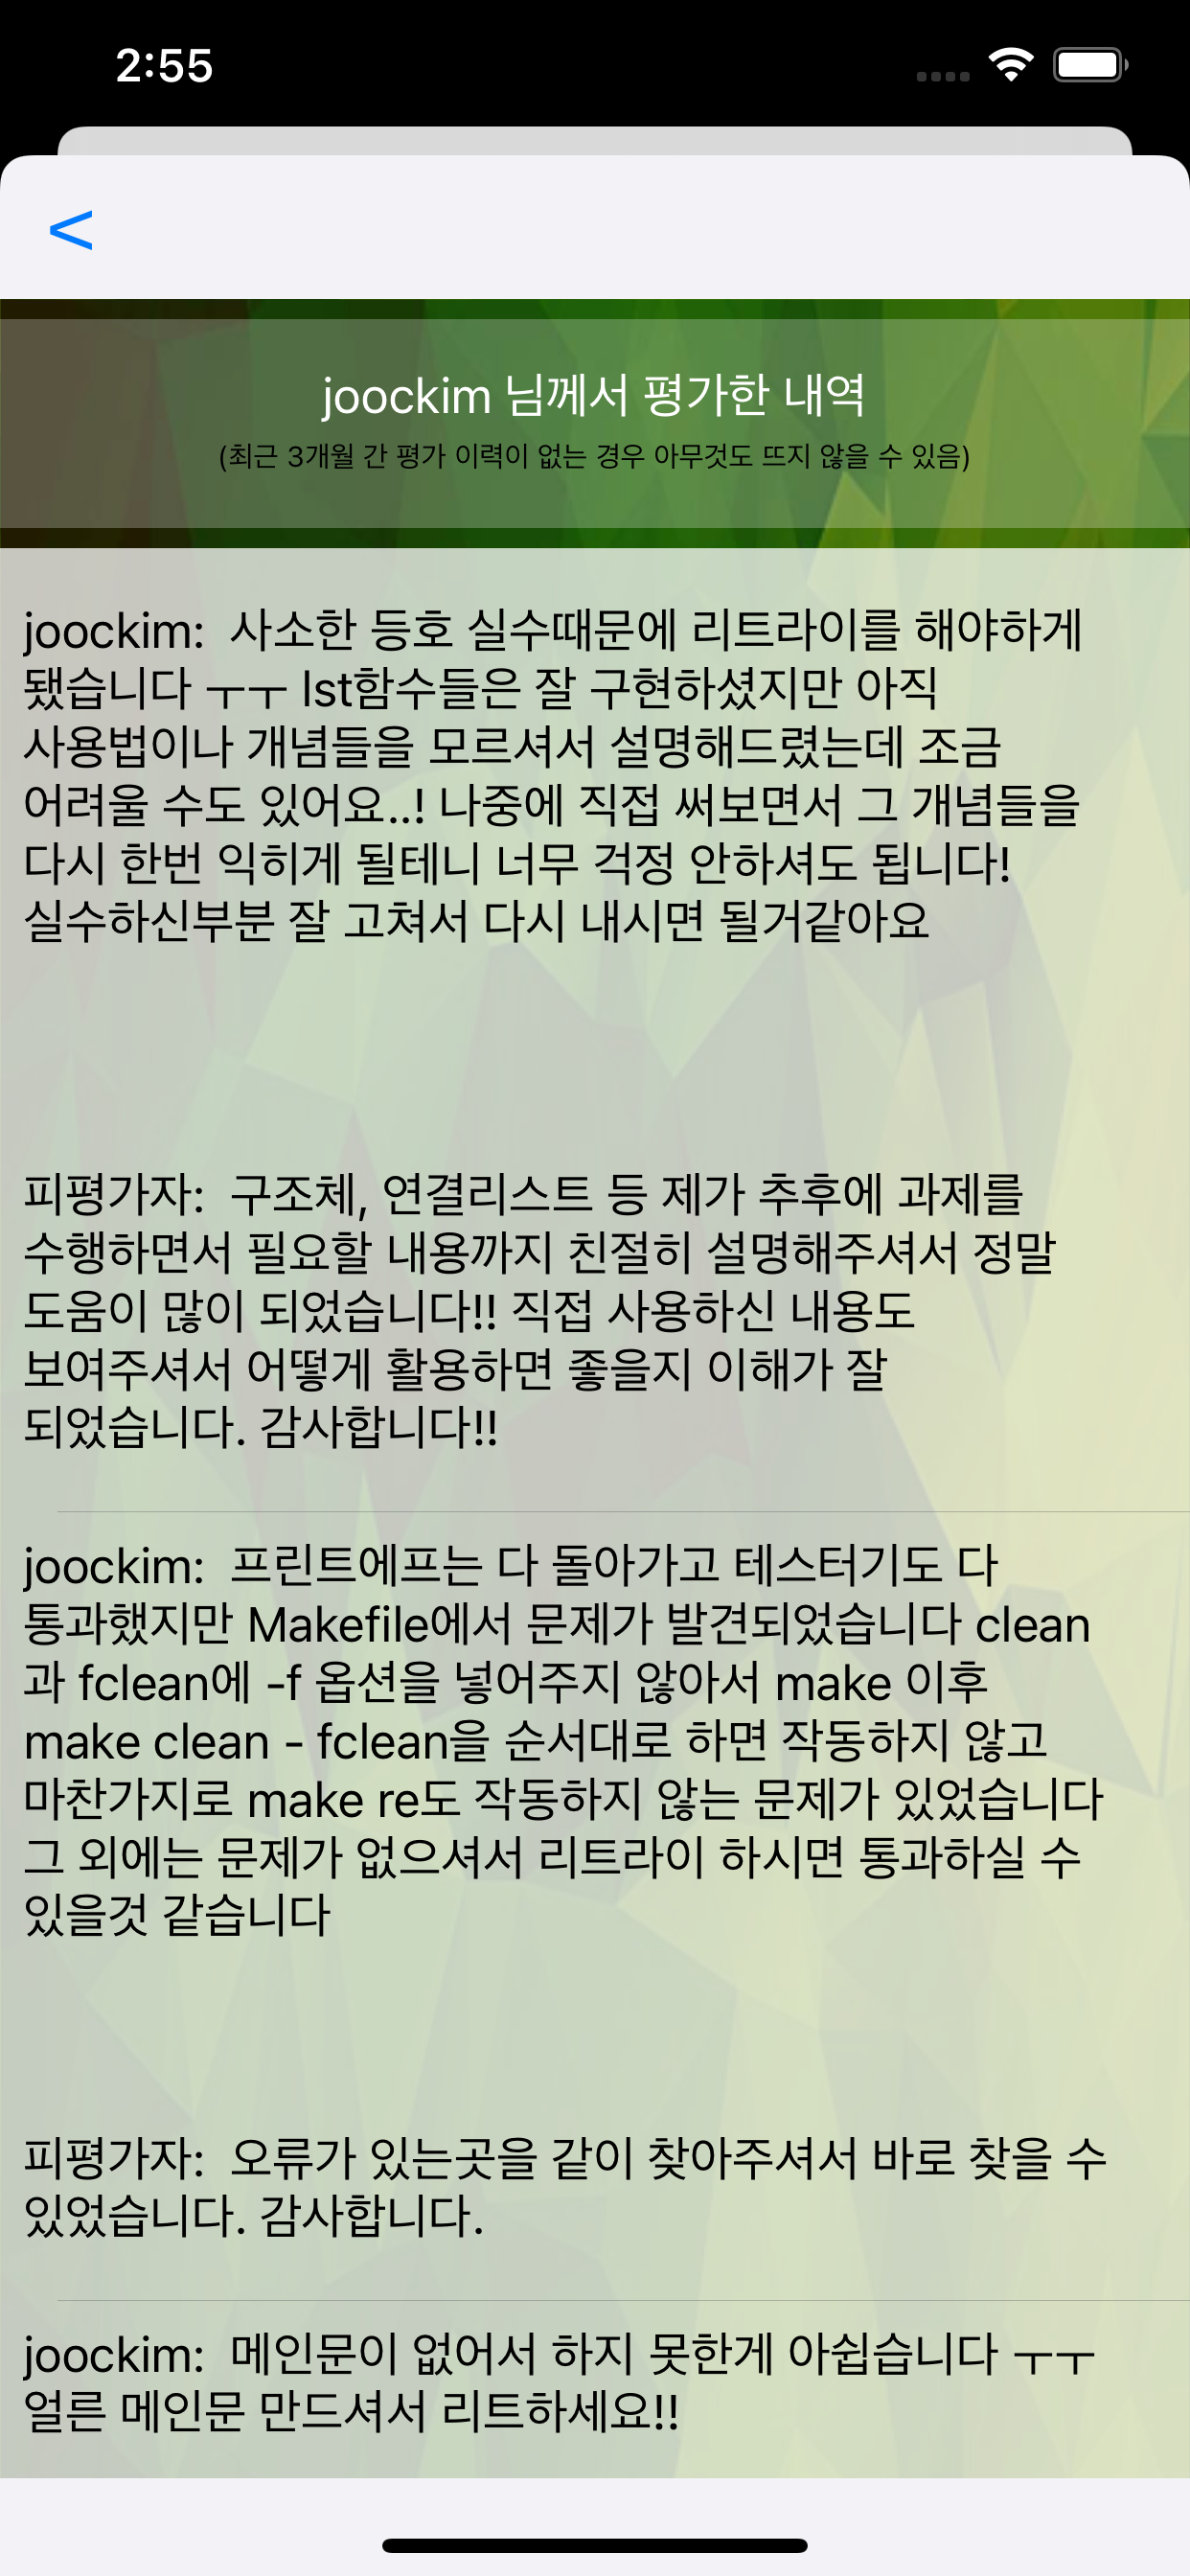 2:55
<
joockim 님께서 평가한 내역
(최근 3개월 간 평가 이력이 없는 경우 아무것도 뜨지 않을 수 있음)
joockim:  사소한 등호 실수때문에 리트라이를 해야하게
됐습니다 ㅜㅜ lst함수들은 잘 구현하셨지만 아직
사용법이나 개념들을 모르셔서 설명해드렸는데 조금
어려울 수도 있어요..! 나중에 직접 써보면서 그 개념들을
다시 한번 익히게 될테니 너무 걱정 안하셔도 됩니다!
실수하신부분 잘 고쳐서 다시 내시면 될거같아요
피평가자:  구조체, 연결리스트 등 제가 추후에 과제를
수행하면서 필요할 내용까지 친절히 설명해주셔서 정말
도움이 많이 되었습니다!! 직접 사용하신 내용도
보여주셔서 어떻게 활용하면 좋을지 이해가 잘
되었습니다. 감사합니다!!
joockim:  프린트에프는 다 돌아가고 테스터기도 다
통과했지만 Makefile에서 문제가 발견되었습니다 clean
과 fclean에 -f 옵션을 넣어주지 않아서 make 이후
make clean - fclean을 순서대로 하면 작동하지 않고
마찬가지로 make re도 작동하지 않는 문제가 있었습니다
그 외에는 문제가 없으셔서 리트라이 하시면 통과하실 수
있을것 같습니다
피평가자:  오류가 있는곳을 같이 찾아주셔서 바로 찾을 수
있었습니다. 감사합니다.
joockim:  메인문이 없어서 하지 못한게 아쉽습니다 ㅜㅜ
얼른 메인문 만드셔서 리트하세요!!